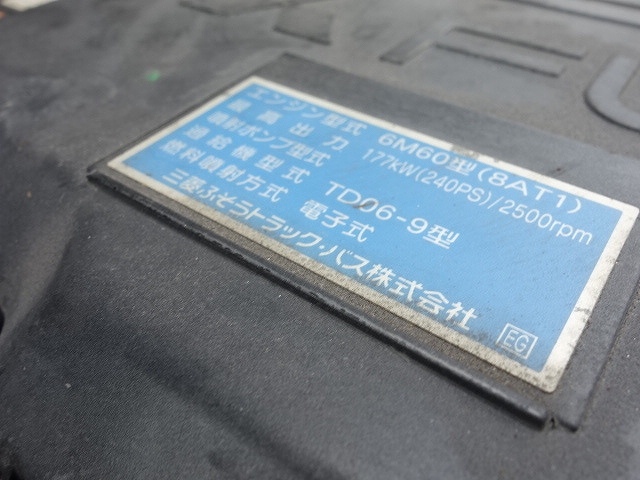 エンジン型式 6M60型(8AT1)
最高出力 177kW(240PS)/2500rpm
噴射ポンプ型式
過給機型式 TD06-9型
燃料噴射方式 電子式
三菱ふそうトラック・バス株式会社
EG